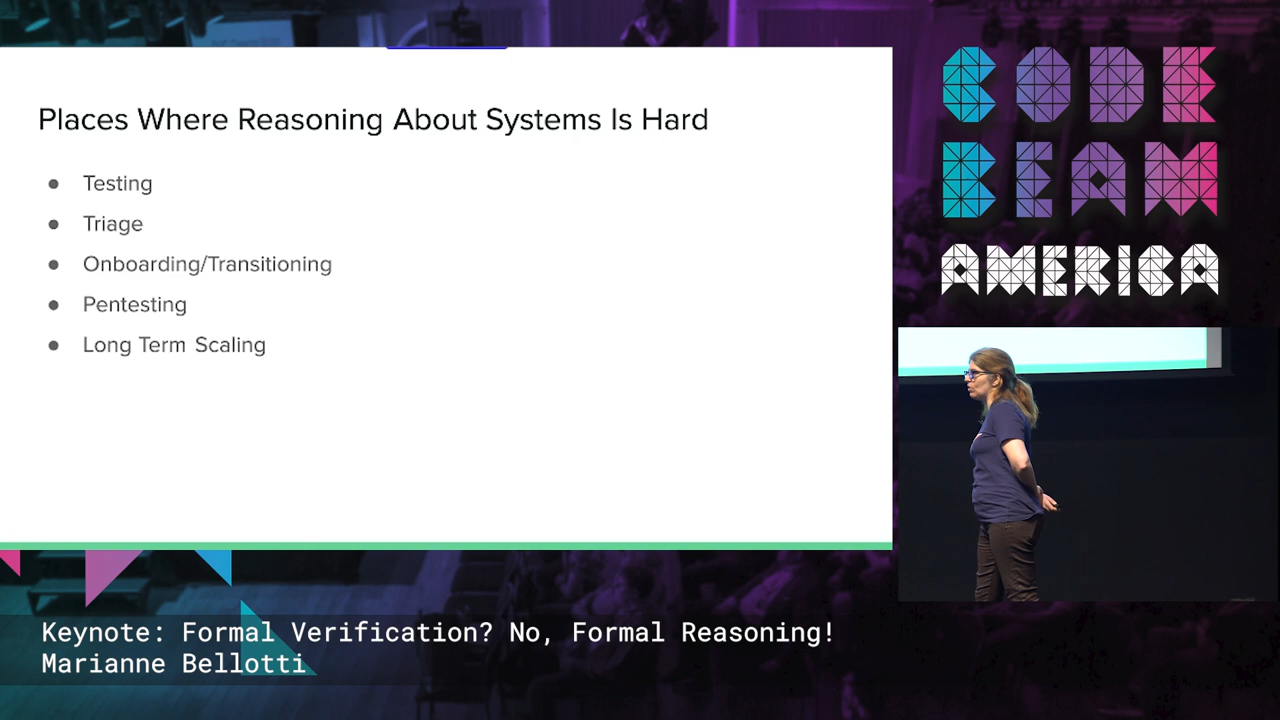 Places Where Reasoning About Systems Is Hard
● Testing
● Triage
● Onboarding/Transitioning
● Pentesting
● Long Term Scaling
CODE
BEAM
AMERICA
Keynote: Formal Verification? No, Formal Reasoning!
Marianne Bellotti